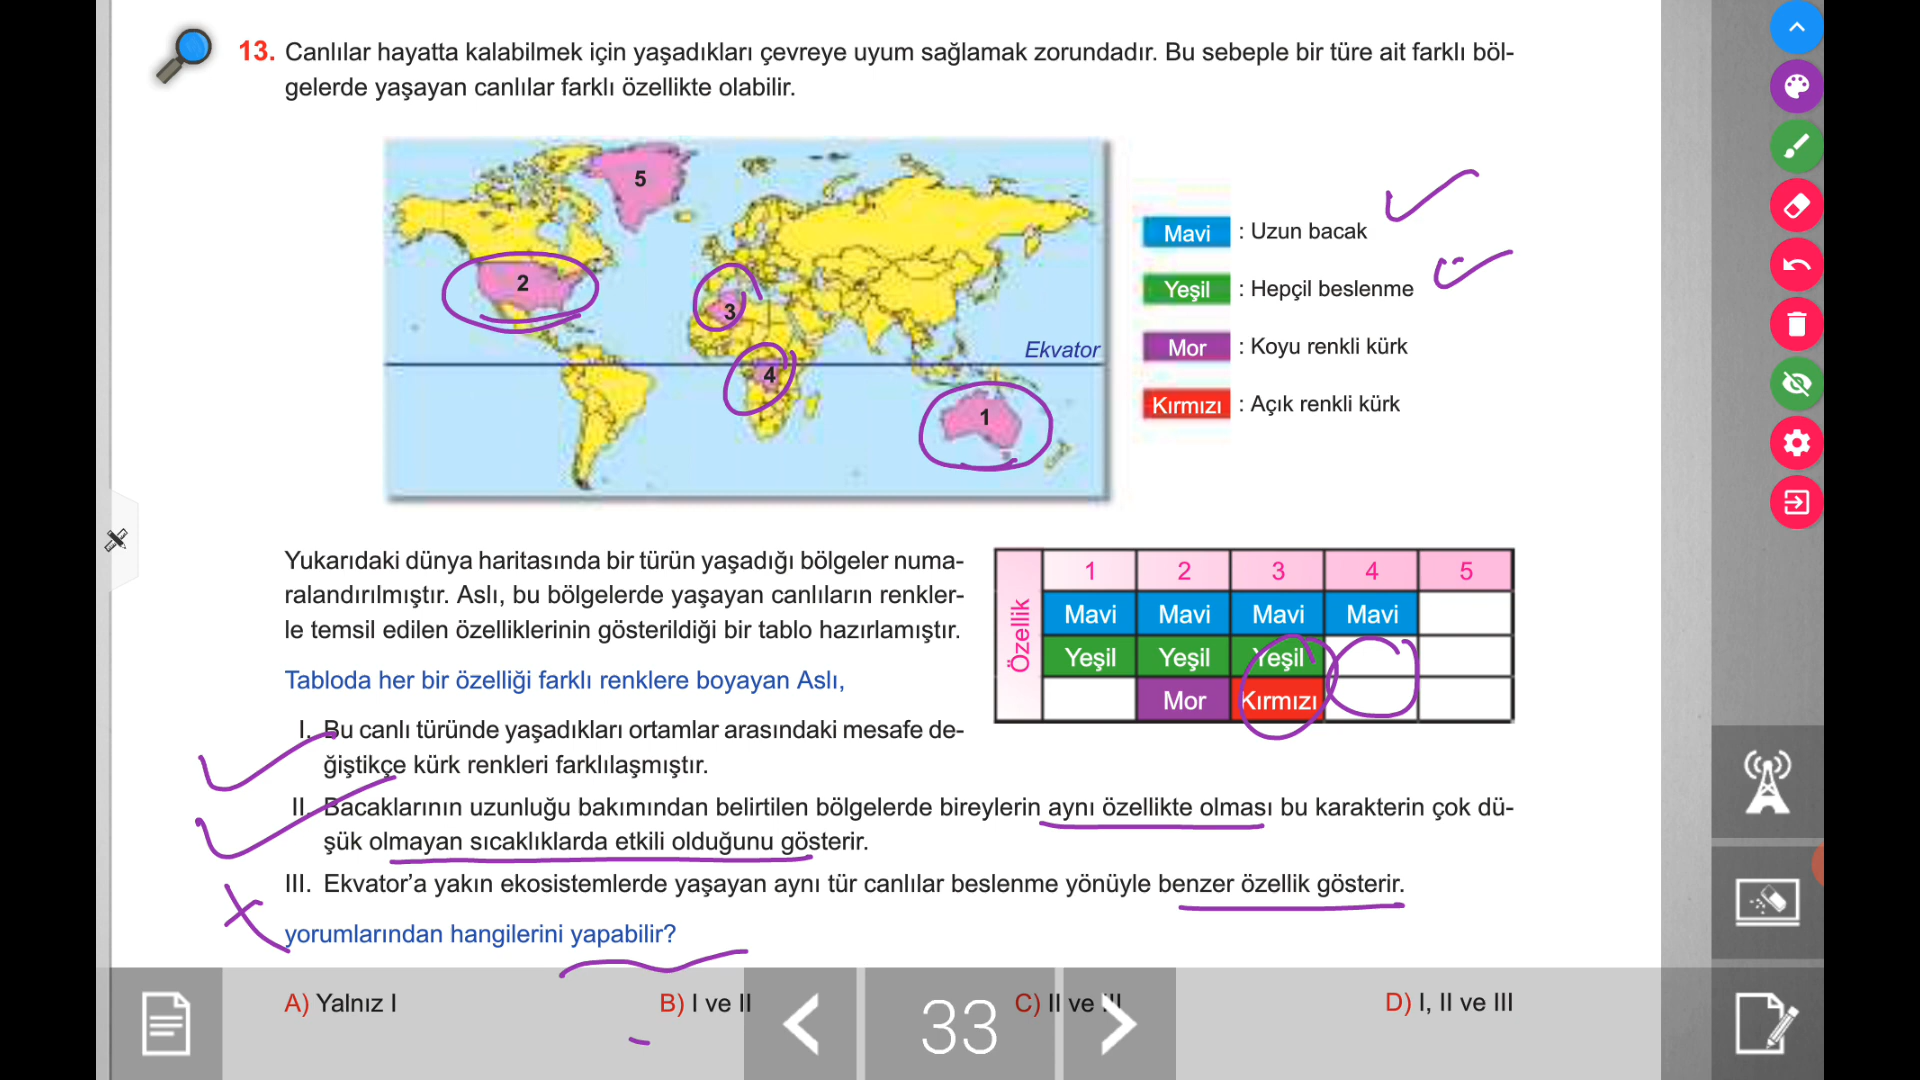 13. Canlılar hayatta kalabilmek için yaşadıkları çevreye uyum sağlamak zorundadır. Bu sebeple bir türe ait farklı böl-
gelerde yaşayan canlılar farklı özellikte olabilir.
5
2
3
4
1
Ekvator
Mavi : Uzun bacak
Yeşil : Hepçil beslenme
Mor : Koyu renkli kürk
Kırmızı : Açık renkli kürk
Yukarıdaki dünya haritasında bir türün yaşadığı bölgeler numa-
ralandırılmıştır. Aslı, bu bölgelerde yaşayan canlıların renkler-
le temsil edilen özelliklerinin gösterildiği bir tablo hazırlamıştır.
Özellik
1 2 3 4 5
Mavi Mavi Mavi Mavi
Yeşil Yeşil Yeşil
Mor Kırmızı
Tabloda her bir özelliği farklı renklere boyayan Aslı,
I. Bu canlı türünde yaşadıkları ortamlar arasındaki mesafe de-
ğiştikçe kürk renkleri farklılaşmıştır.
II. Bacaklarının uzunluğu bakımından belirtilen bölgelerde bireylerin aynı özellikte olması bu karakterin çok dü-
şük olmayan sıcaklıklarda etkili olduğunu gösterir.
III. Ekvator'a yakın ekosistemlerde yaşayan aynı tür canlılar beslenme yönüyle benzer özellik gösterir.
yorumlarından hangilerini yapabilir?
A) Yalnız I B) I ve II C) II ve III D) I, II ve III
33